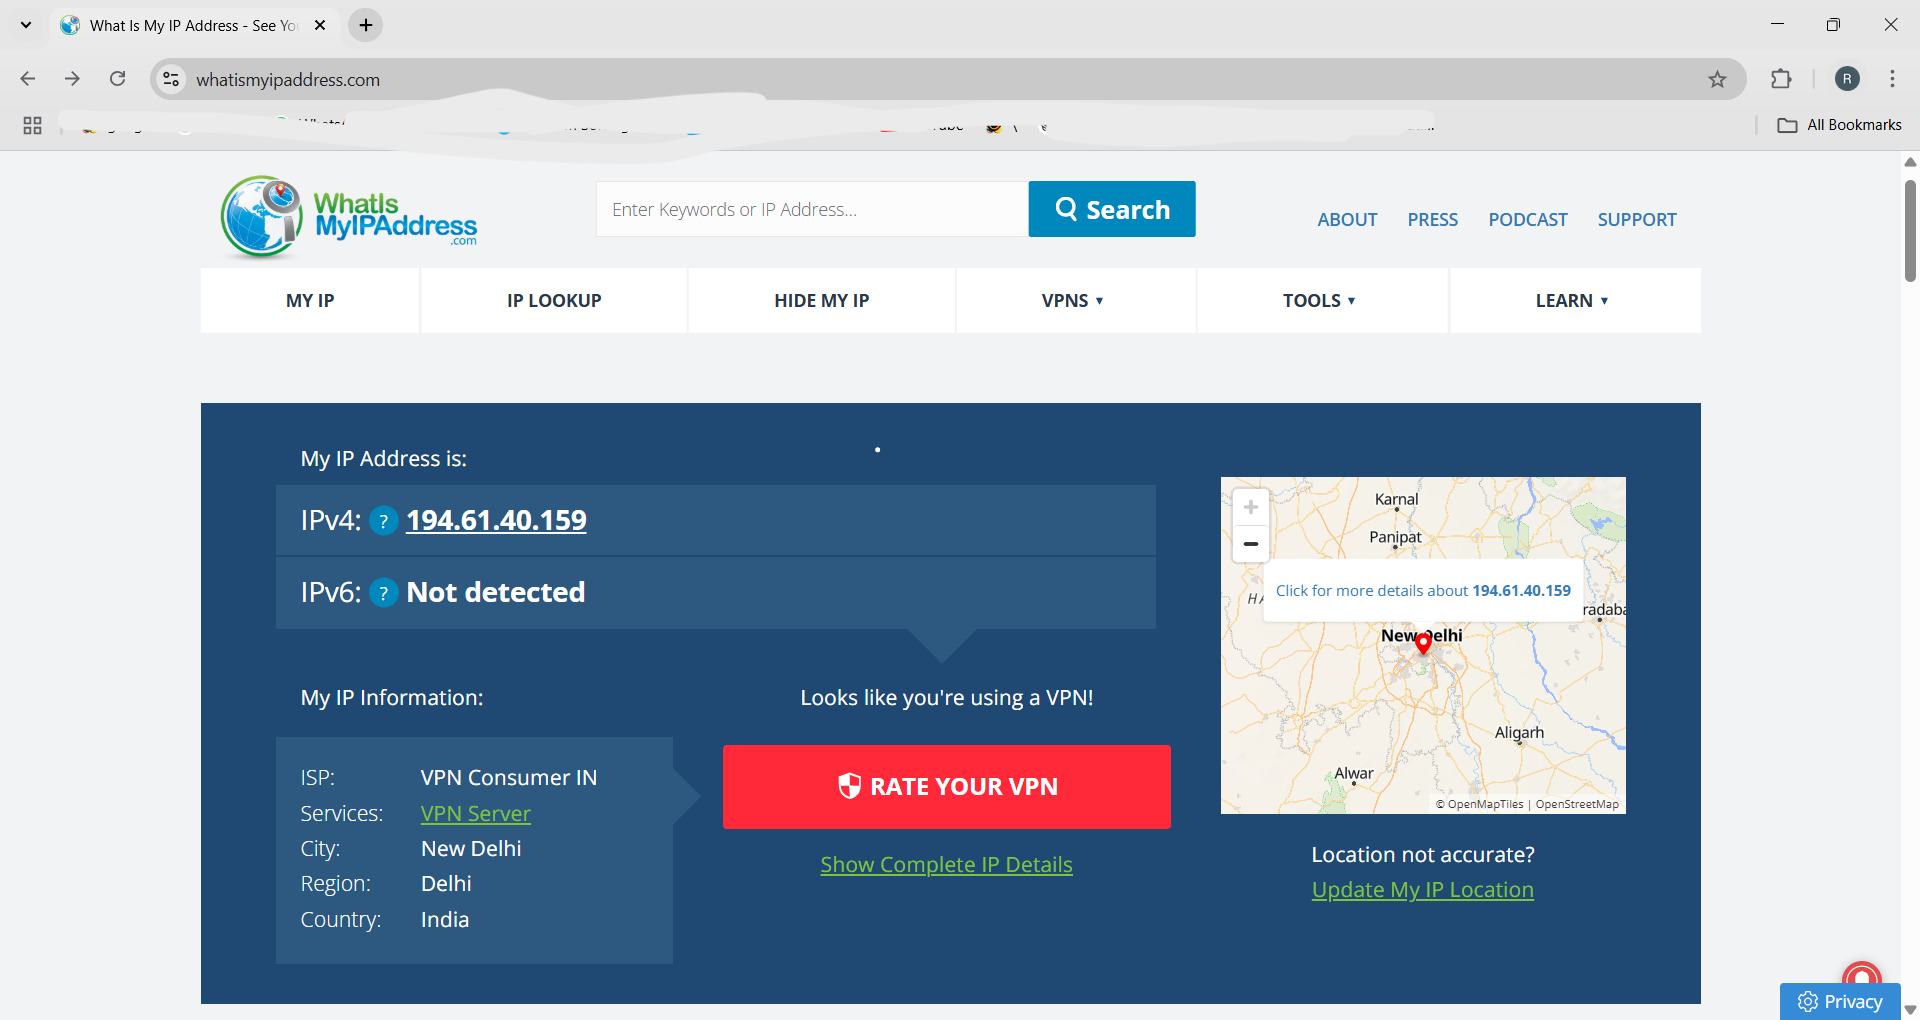 What Is My IP Address - See Yo
whatismyipaddress.com
R
All Bookmarks
WhatIs
MyIPAddress
.com
Enter Keywords or IP Address...
Search
ABOUT PRESS PODCAST SUPPORT
MY IP IP LOOKUP HIDE MY IP VPNS ▼ TOOLS ▼ LEARN ▼
My IP Address is:
IPv4: ? 194.61.40.159
IPv6: ? Not detected
My IP Information:
ISP: VPN Consumer IN
Services: VPN Server
City: New Delhi
Region: Delhi
Country: India
Looks like you're using a VPN!
RATE YOUR VPN
Show Complete IP Details
+
−
Karnal
Panipat
Click for more details about 194.61.40.159
radaba
New Delhi
Aligarh
Alwar
© OpenMapTiles | OpenStreetMap
Location not accurate?
Update My IP Location
Privacy